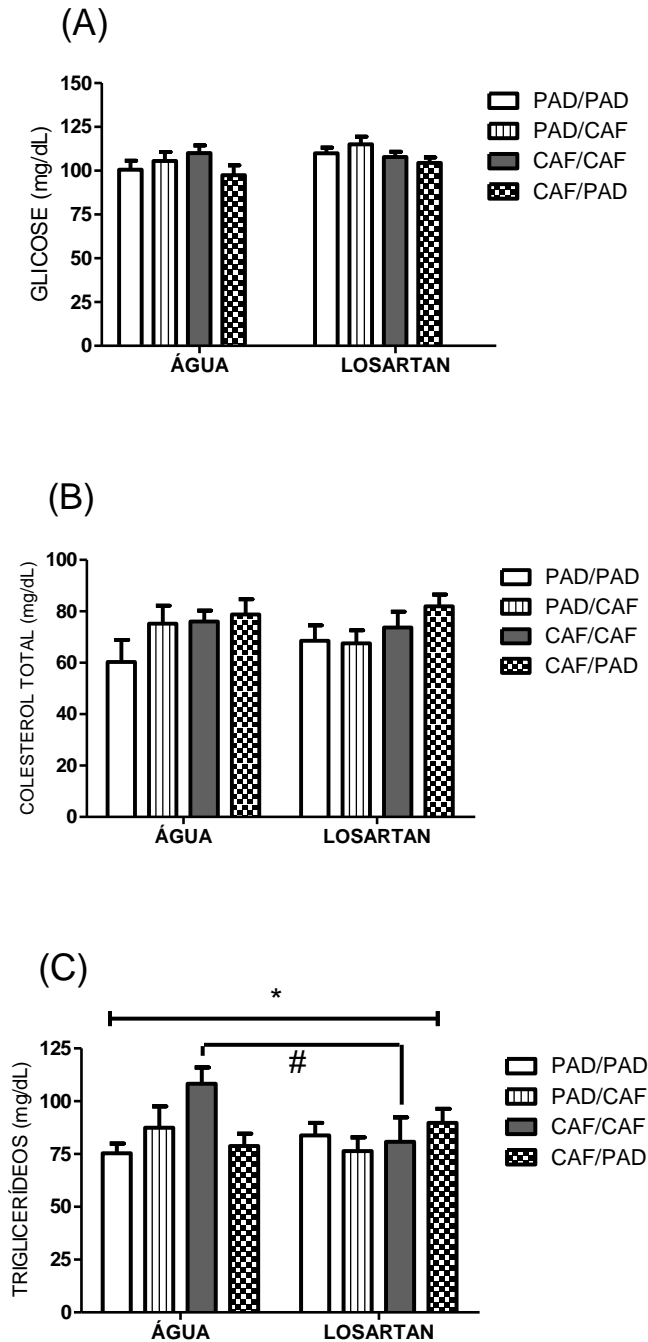 (A)
GLICOSE (mg/dL)
150
125
100
75
50
25
0
ÁGUA
LOSARTAN
PAD/PAD
PAD/CAF
CAF/CAF
CAF/PAD
(B)
COLESTEROL TOTAL (mg/dL)
100
80
60
40
20
0
ÁGUA
LOSARTAN
PAD/PAD
PAD/CAF
CAF/CAF
CAF/PAD
(C)
*
#
TRIGLICERÍDEOS (mg/dL)
125
100
75
50
25
0
ÁGUA
LOSARTAN
PAD/PAD
PAD/CAF
CAF/CAF
CAF/PAD